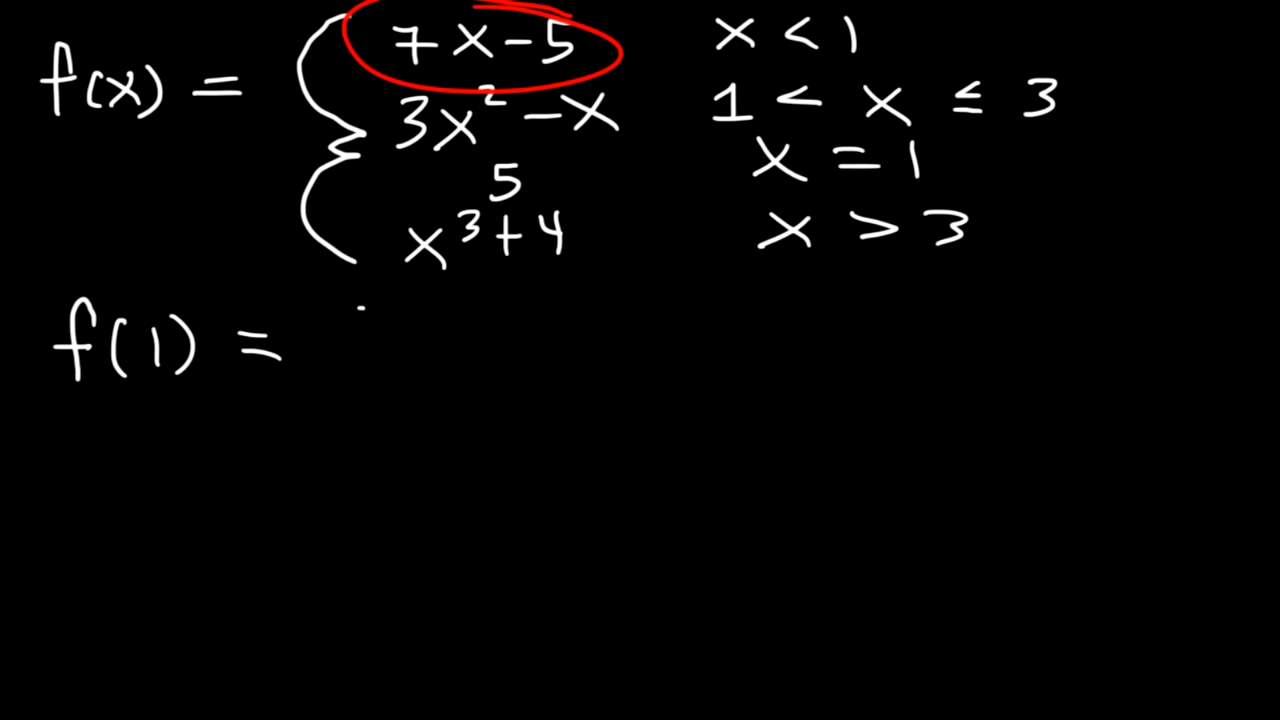 f(x) = { 7x-5 x < 1
3x² - x 1 < x ≤ 3
5 x = 1
x³+4 x > 3
f(1) =